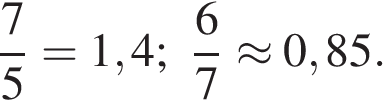 7/5 = 1,4; 6/7 ≈ 0,85.